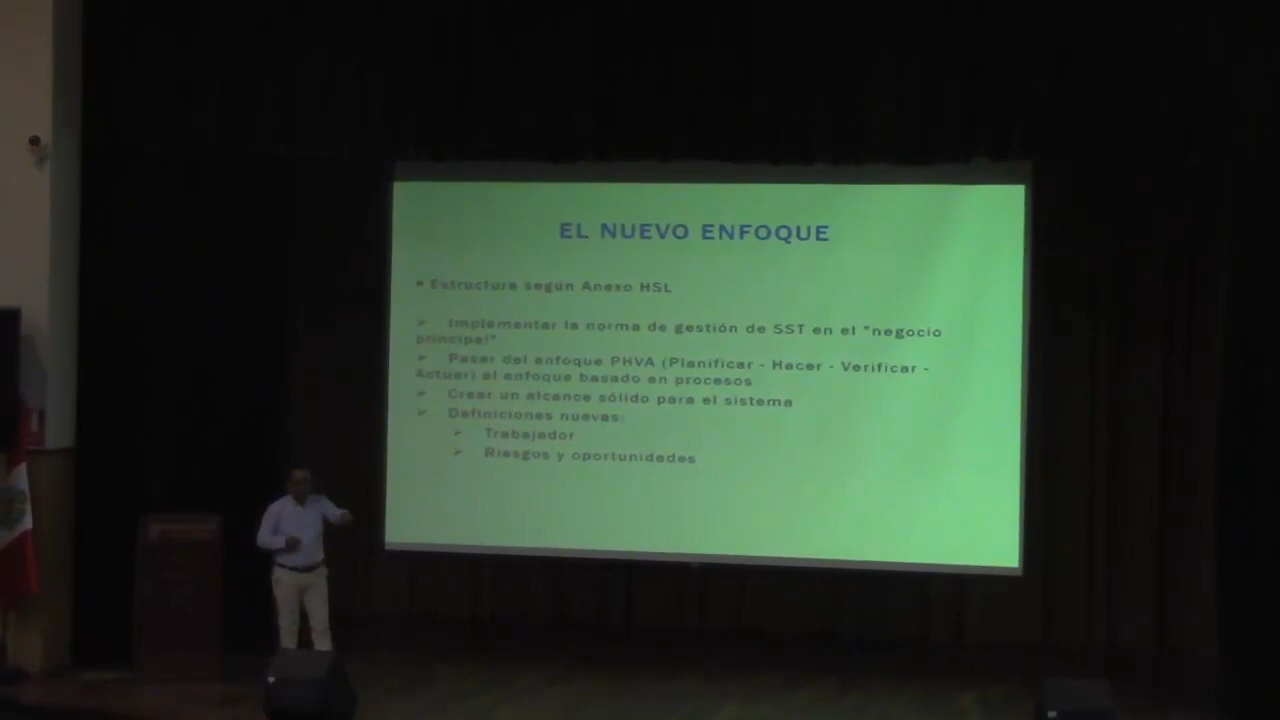 EL NUEVO ENFOQUE
• Estructura según Anexo HSL
➢ Implementar la norma de gestión de SST en el "negocio
principal"
➢ Pasar del enfoque PHVA (Planificar - Hacer - Verificar -
Actuar) al enfoque basado en procesos
➢ Crear un alcance sólido para el sistema
➢ Definiciones nuevas:
➢ Trabajador
➢ Riesgos y oportunidades